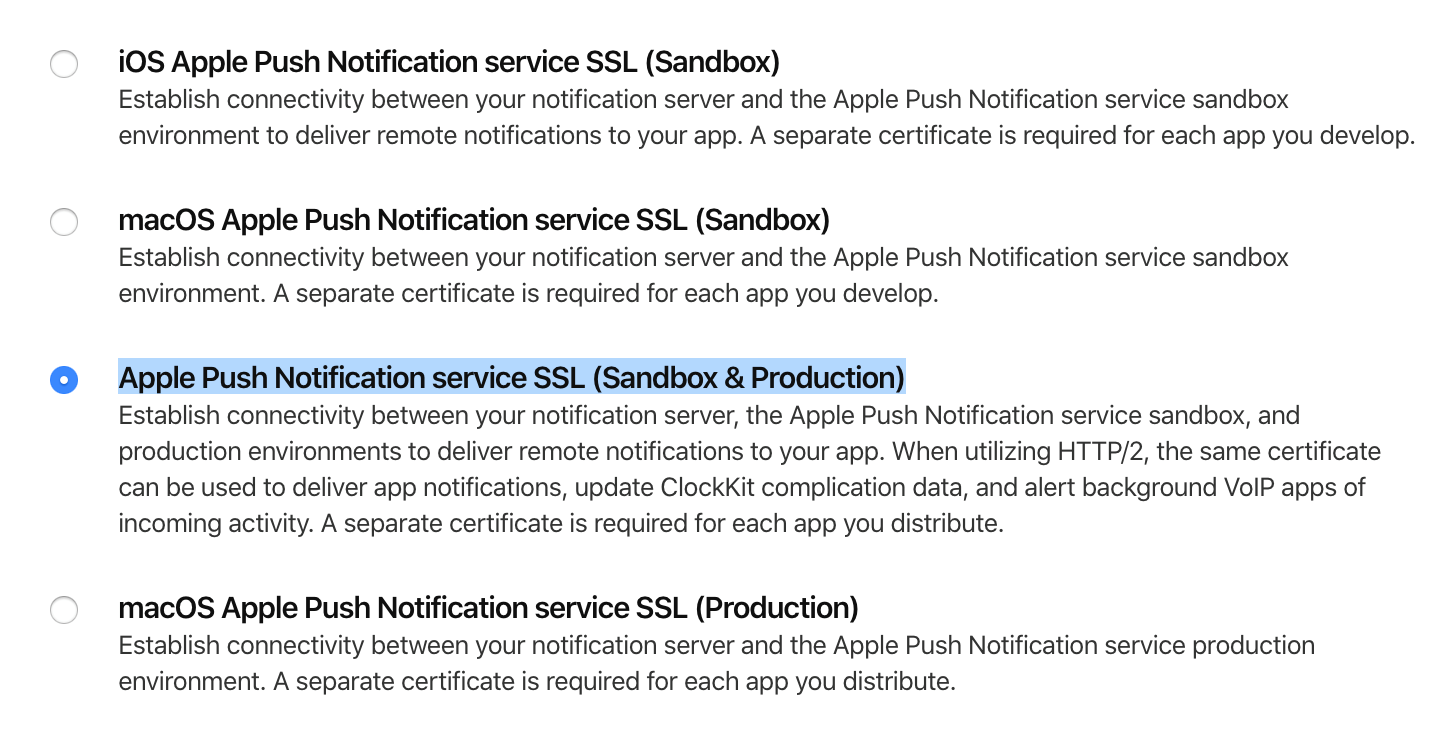 iOS Apple Push Notification service SSL (Sandbox)
Establish connectivity between your notification server and the Apple Push Notification service sandbox
environment to deliver remote notifications to your app. A separate certificate is required for each app you develop.
macOS Apple Push Notification service SSL (Sandbox)
Establish connectivity between your notification server and the Apple Push Notification service sandbox
environment. A separate certificate is required for each app you develop.
Apple Push Notification service SSL (Sandbox & Production)
Establish connectivity between your notification server, the Apple Push Notification service sandbox, and
production environments to deliver remote notifications to your app. When utilizing HTTP/2, the same certificate
can be used to deliver app notifications, update ClockKit complication data, and alert background VoIP apps of
incoming activity. A separate certificate is required for each app you distribute.
macOS Apple Push Notification service SSL (Production)
Establish connectivity between your notification server and the Apple Push Notification service production
environment. A separate certificate is required for each app you distribute.